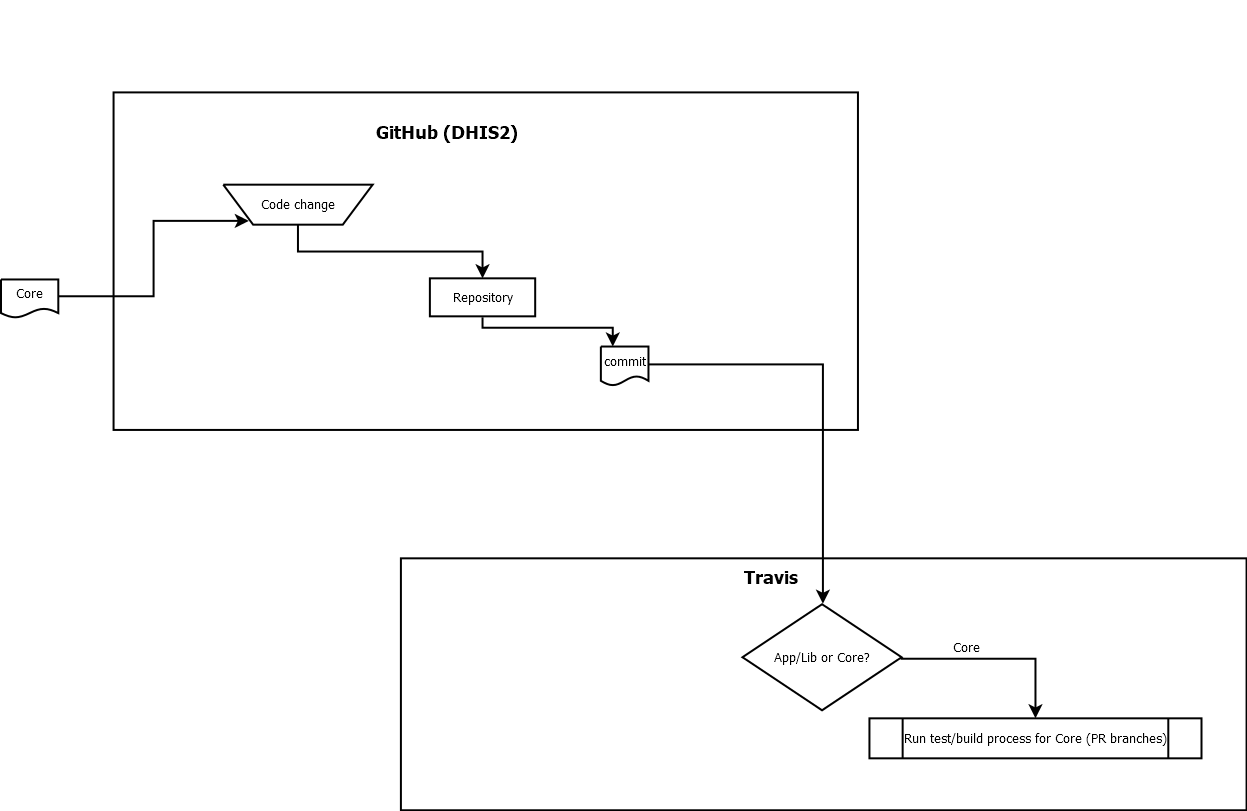 GitHub (DHIS2)
Code change
Core
Repository
commit
Travis
App/Lib or Core?
Core
Run test/build process for Core (PR branches)